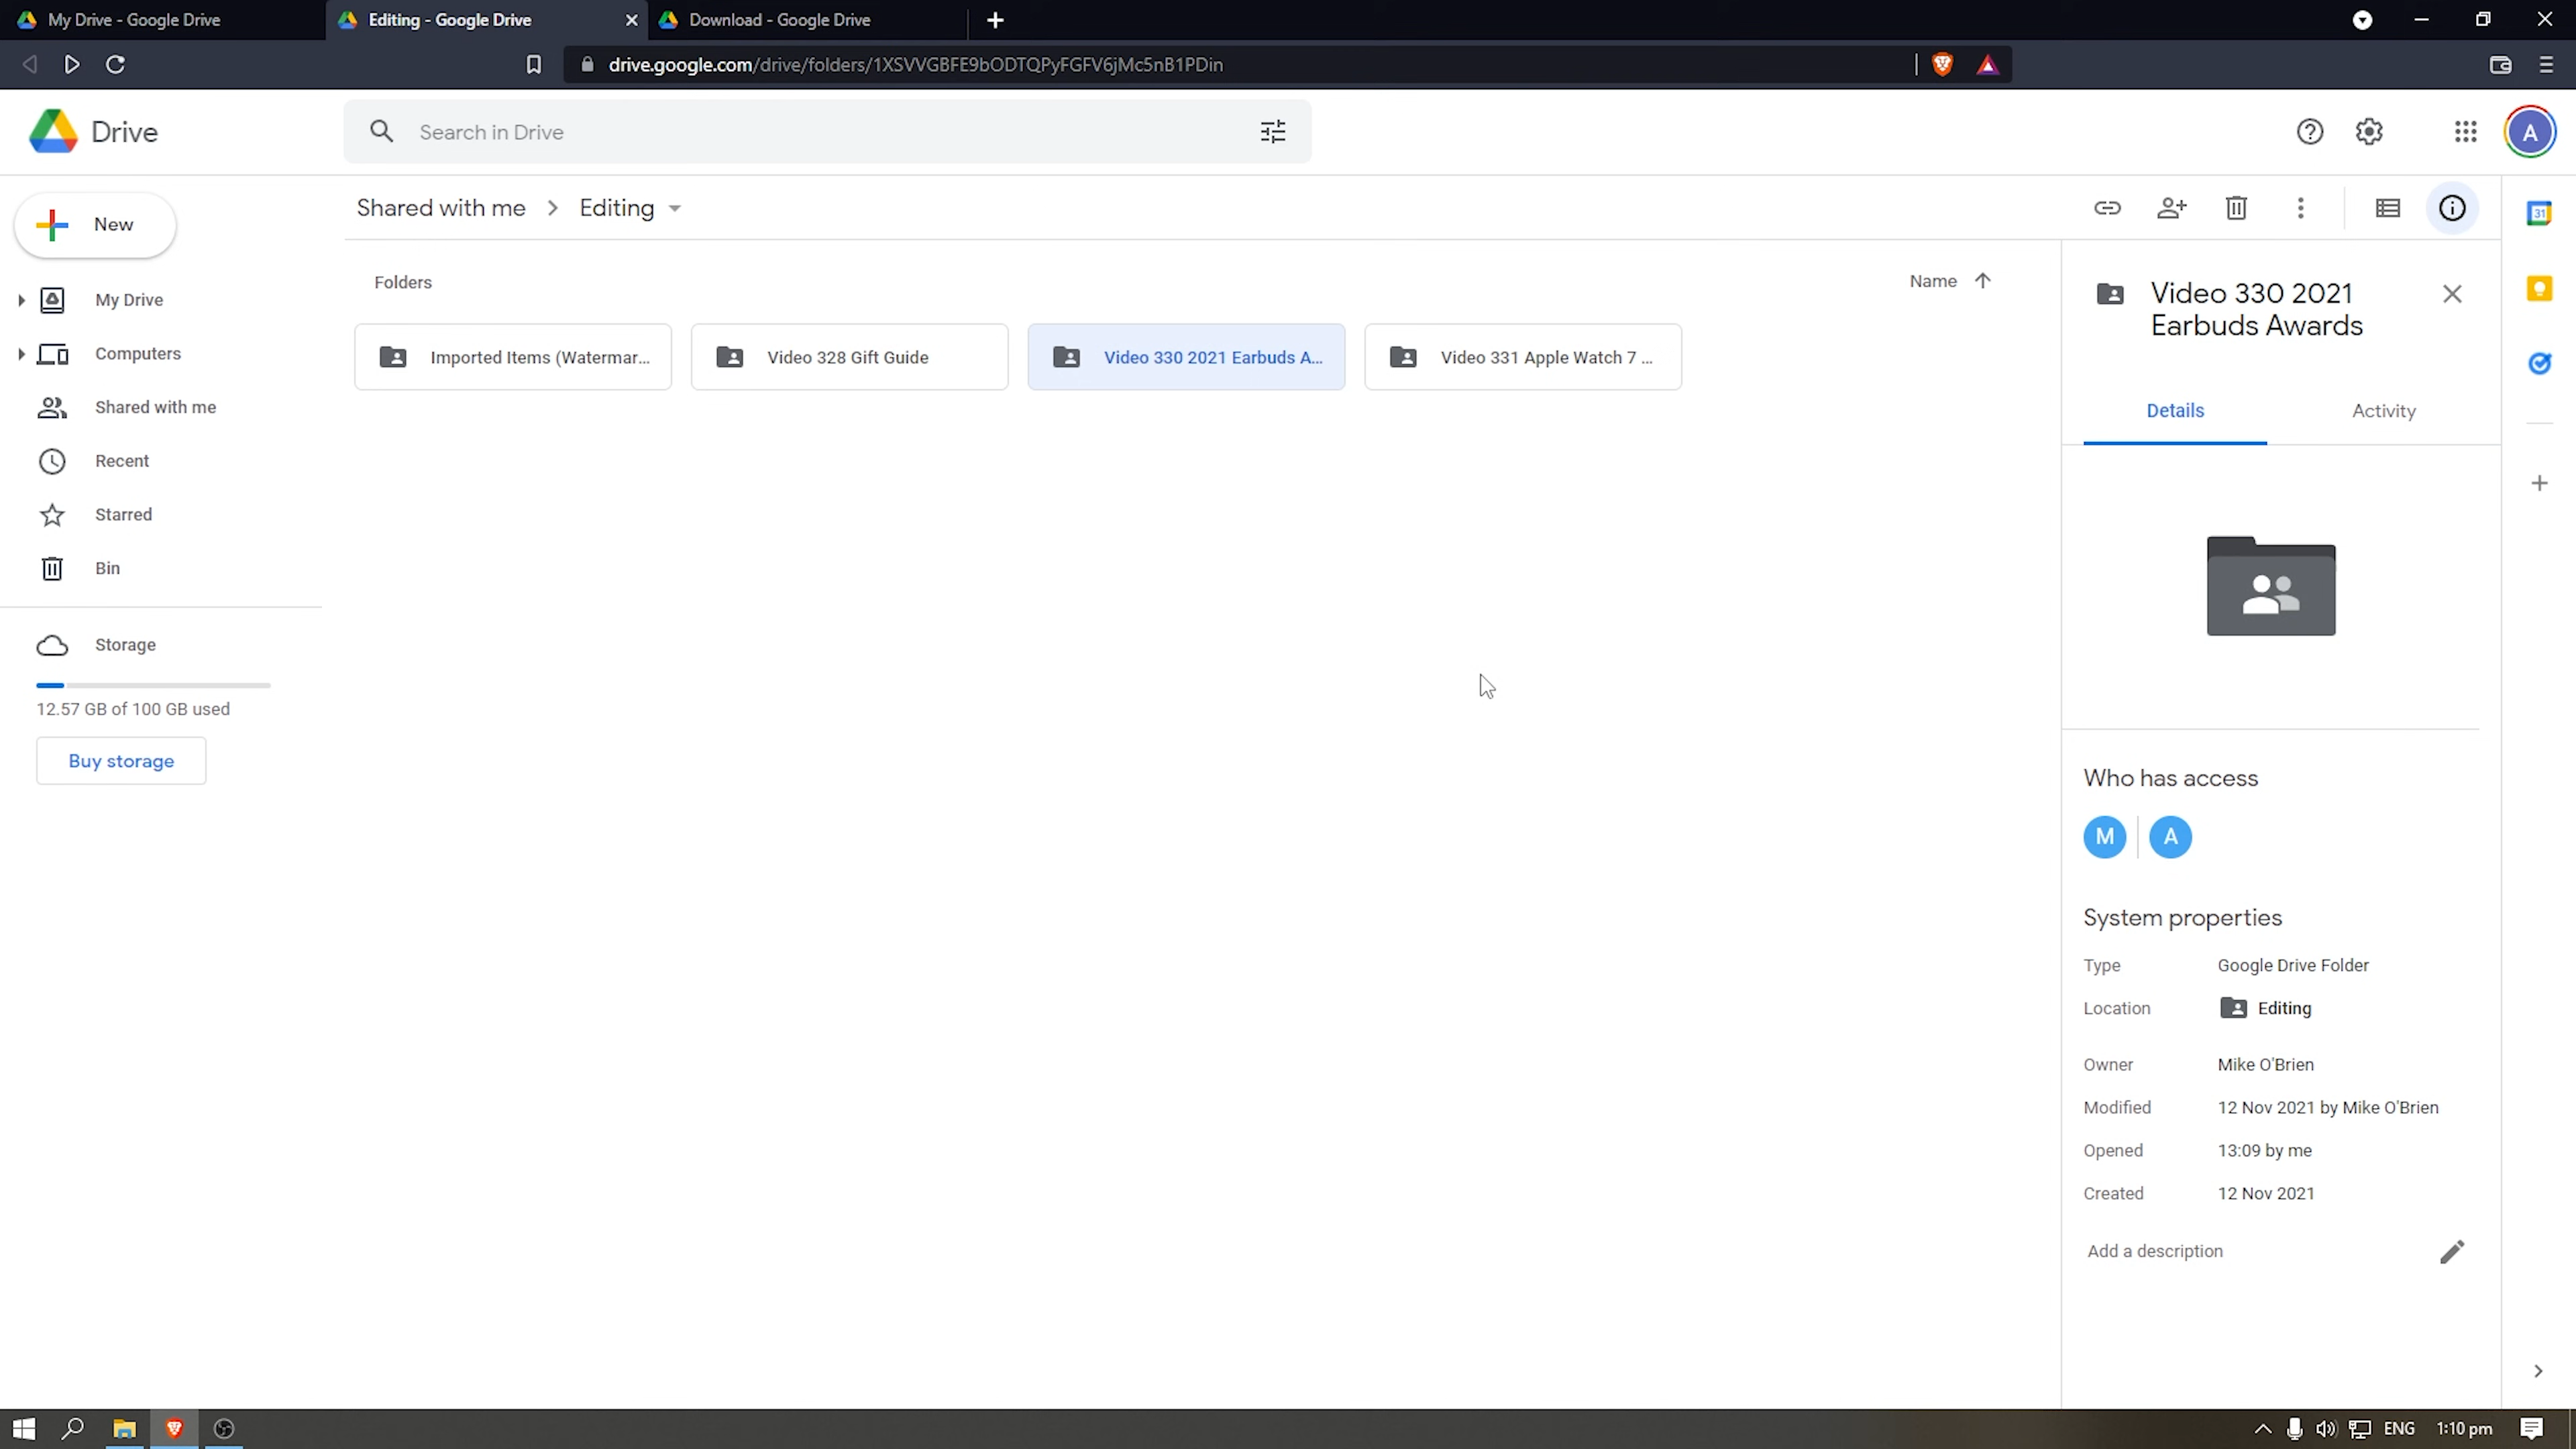 My Drive - Google Drive
Editing - Google Drive
Download - Google Drive
drive.google.com/drive/folders/1XSVVGBFE9bODTQPyFGFV6jMc5nB1PDin
Drive
Search in Drive
A
New
Shared with me
Editing
My Drive
Computers
Shared with me
Recent
Starred
Bin
Storage
12.57 GB of 100 GB used
Buy storage
Folders
Name
Imported Items (Watermar...
Video 328 Gift Guide
Video 330 2021 Earbuds A...
Video 331 Apple Watch 7 ...
Video 330 2021
Earbuds Awards
Details
Activity
Who has access
M
A
System properties
Type Google Drive Folder
Location Editing
Owner Mike O'Brien
Modified 12 Nov 2021 by Mike O'Brien
Opened 13:09 by me
Created 12 Nov 2021
Add a description
31
ENG
1:10 pm